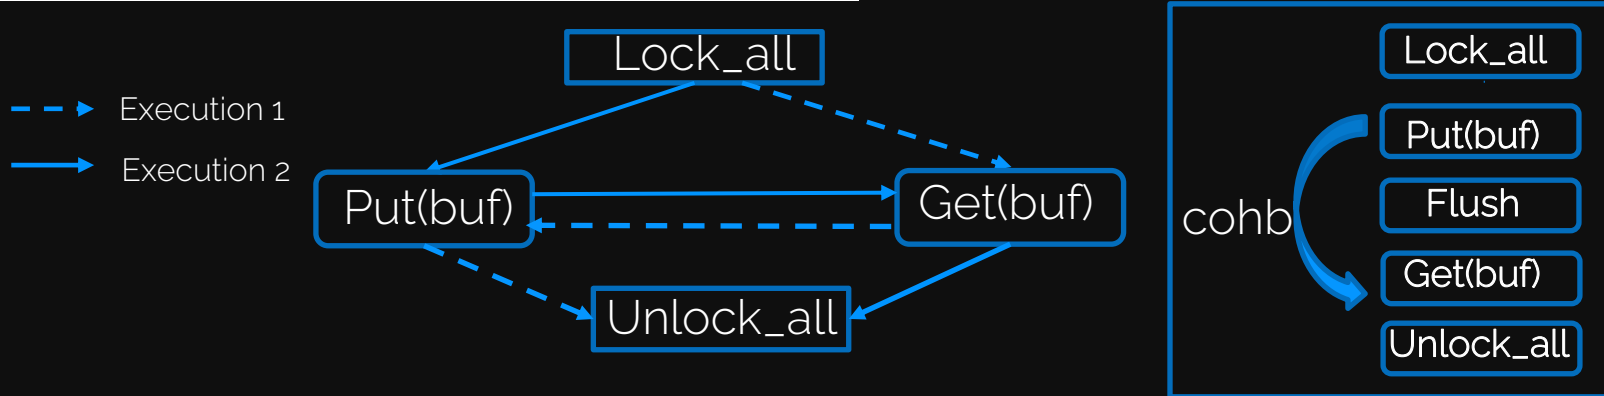 Lock_all
Execution 1
Execution 2
Put(buf)
Get(buf)
Unlock_all
Lock_all
Put(buf)
cohb
Flush
Get(buf)
Unlock_all